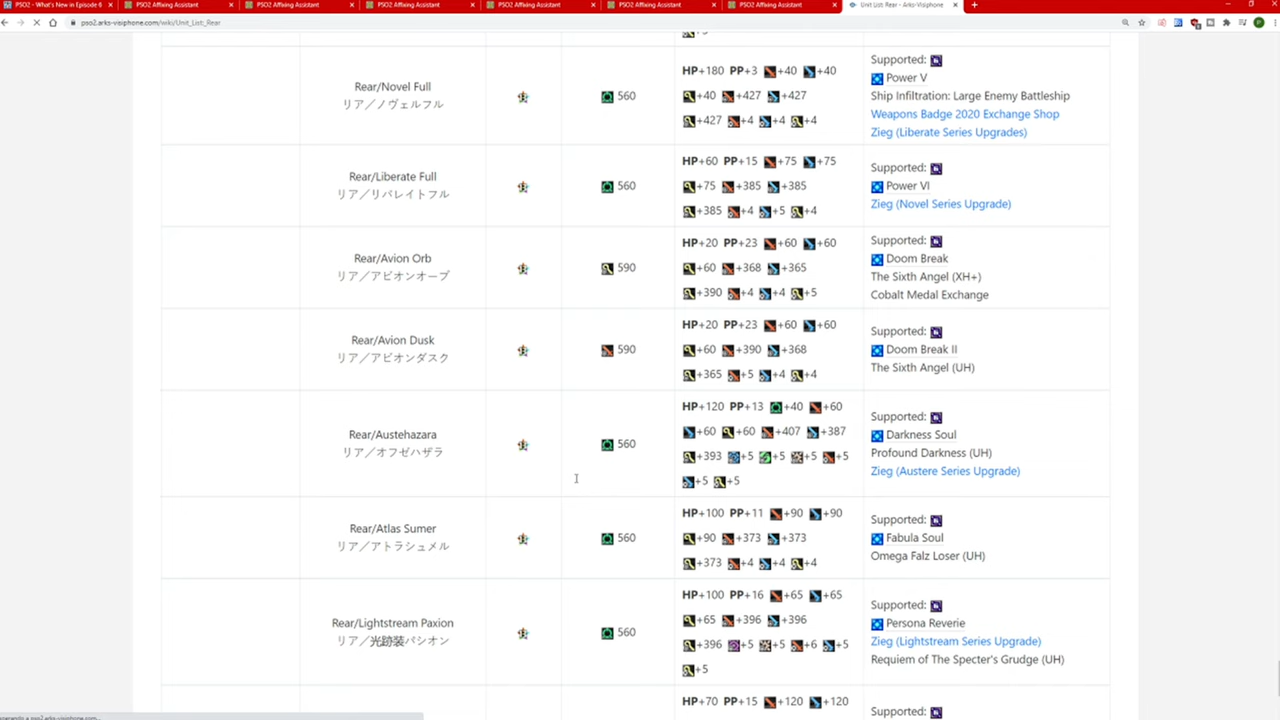 PSO2 - What's New in Episode 6
PSO2 Affixing Assistant
PSO2 Affixing Assistant
PSO2 Affixing Assistant
PSO2 Affixing Assistant
PSO2 Affixing Assistant
PSO2 Affixing Assistant
Unit List: Rear - Arks-Visiphone
pso2.arks-visiphone.com/wiki/Unit_List:_Rear
Rear/Novel Full
リア／ノヴェルフル
560
HP+180 PP+3 +40 +40
+40 +427 +427
+427 +4 +4 +4
Supported:
Power V
Ship Infiltration: Large Enemy Battleship
Weapons Badge 2020 Exchange Shop
Zieg (Liberate Series Upgrades)
Rear/Liberate Full
リア／リバレイトフル
560
HP+60 PP+15 +75 +75
+75 +385 +385
+385 +4 +5 +4
Supported:
Power VI
Zieg (Novel Series Upgrade)
Rear/Avion Orb
リア／アビオンオーブ
590
HP+20 PP+23 +60 +60
+60 +368 +365
+390 +4 +4 +5
Supported:
Doom Break
The Sixth Angel (XH+)
Cobalt Medal Exchange
Rear/Avion Dusk
リア／アビオンダスク
590
HP+20 PP+23 +60 +60
+60 +390 +368
+365 +5 +4 +4
Supported:
Doom Break II
The Sixth Angel (UH)
Rear/Austehazara
リア／オフゼハザラ
560
HP+120 PP+13 +40 +60
+60 +60 +407 +387
+393 +5 +5 +5 +5
+5 +5
Supported:
Darkness Soul
Profound Darkness (UH)
Zieg (Austere Series Upgrade)
Rear/Atlas Sumer
リア／アトラシュメル
560
HP+100 PP+11 +90 +90
+90 +373 +373
+373 +4 +4 +4
Supported:
Fabula Soul
Omega Falz Loser (UH)
Rear/Lightstream Paxion
リア／光跡装パシオン
560
HP+100 PP+16 +65 +65
+65 +396 +396
+396 +5 +5 +6 +5
+5
Supported:
Persona Reverie
Zieg (Lightstream Series Upgrade)
Requiem of The Specter's Grudge (UH)
HP+70 PP+15 +120 +120
Supported: